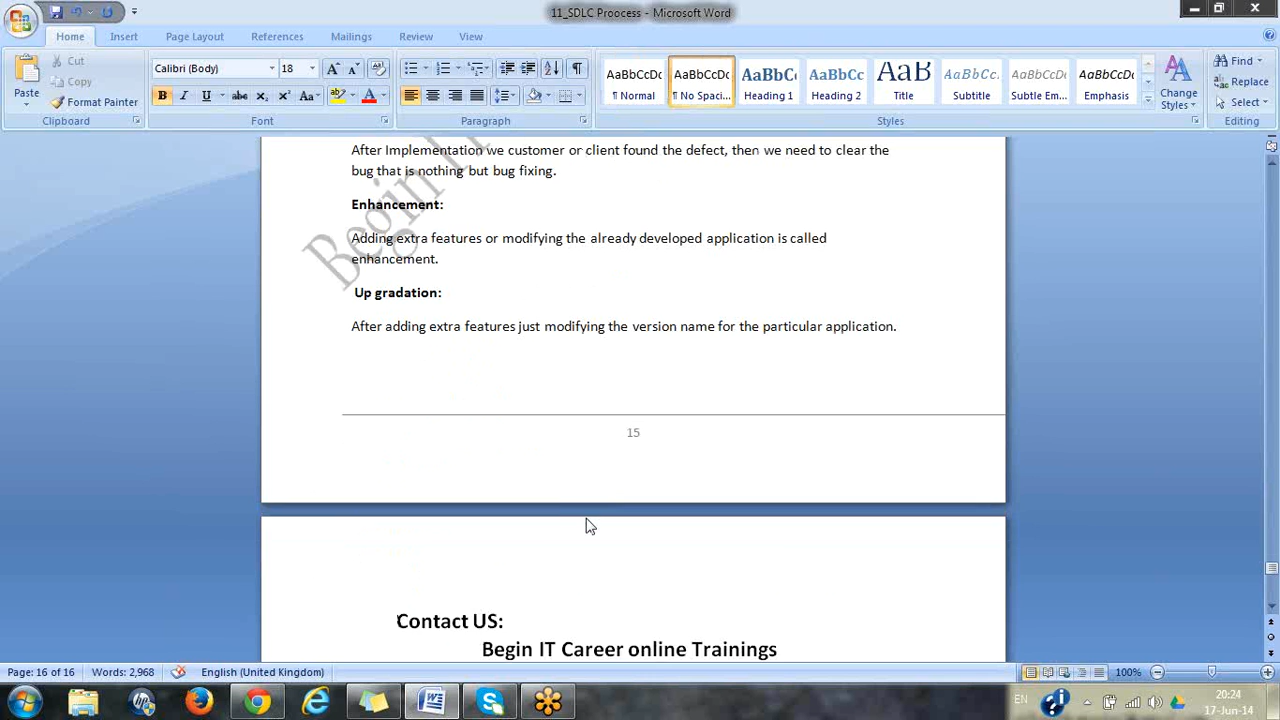 11_SDLC Proocess - Microsoft Word
Home Insert Page Layout References Mailings Review View
Paste
Cut
Copy
Format Painter
Clipboard
Calibri (Body) 18
Font
Paragraph
AaBbCcDc AaBbCcDc AaBbC AaBbCc AaB AaBbCc. AaBbCcDc AaBbCcDc
¶ Normal ¶ No Spaci... Heading 1 Heading 2 Title Subtitle Subtle Em... Emphasis
Change Styles
Styles
Find
Replace
Select
Editing
After Implementation we customer or client found the defect, then we need to clear the
bug that is nothing but bug fixing.
Enhancement:
Adding extra features or modifying the already developed application is called
enhancement.
Up gradation:
After adding extra features just modifying the version name for the particular application.
Begin
15
Contact US:
Begin IT Career online Trainings
Page: 16 of 16 Words: 2,968 English (United Kingdom) 100%
EN 20:24
17-Jun-14